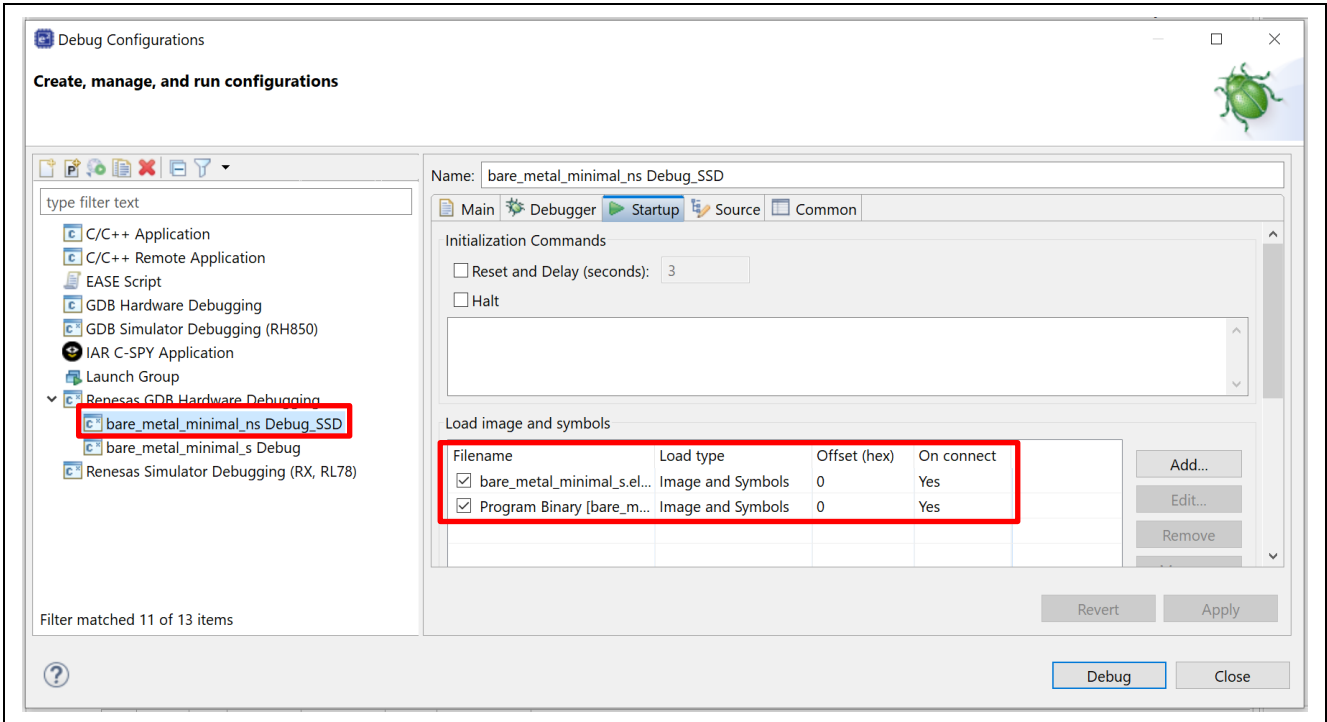 Debug Configurations
Create, manage, and run configurations
type filter text
C/C++ Application
C/C++ Remote Application
EASE Script
GDB Hardware Debugging
GDB Simulator Debugging (RH850)
IAR C-SPY Application
Launch Group
Renesas GDB Hardware Debugging
bare_metal_minimal_ns Debug_SSD
bare_metal_minimal_s Debug
Renesas Simulator Debugging (RX, RL78)
Filter matched 11 of 13 items
Name: bare_metal_minimal_ns Debug_SSD
Main Debugger Startup Source Common
Initialization Commands
Reset and Delay (seconds): 3
Halt
Load image and symbols
Filename Load type Offset (hex) On connect
bare_metal_minimal_s.el... Image and Symbols 0 Yes
Program Binary [bare_m... Image and Symbols 0 Yes
Add...
Edit...
Remove
Revert Apply
Debug Close